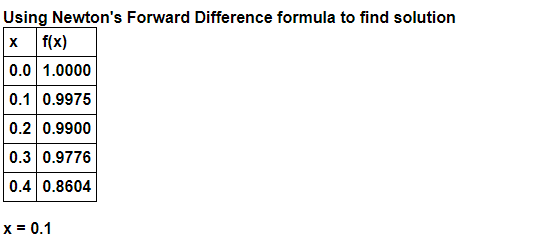 Using Newton's Forward Difference formula to find solution
x f(x)
0.0 1.0000
0.1 0.9975
0.2 0.9900
0.3 0.9776
0.4 0.8604
x = 0.1